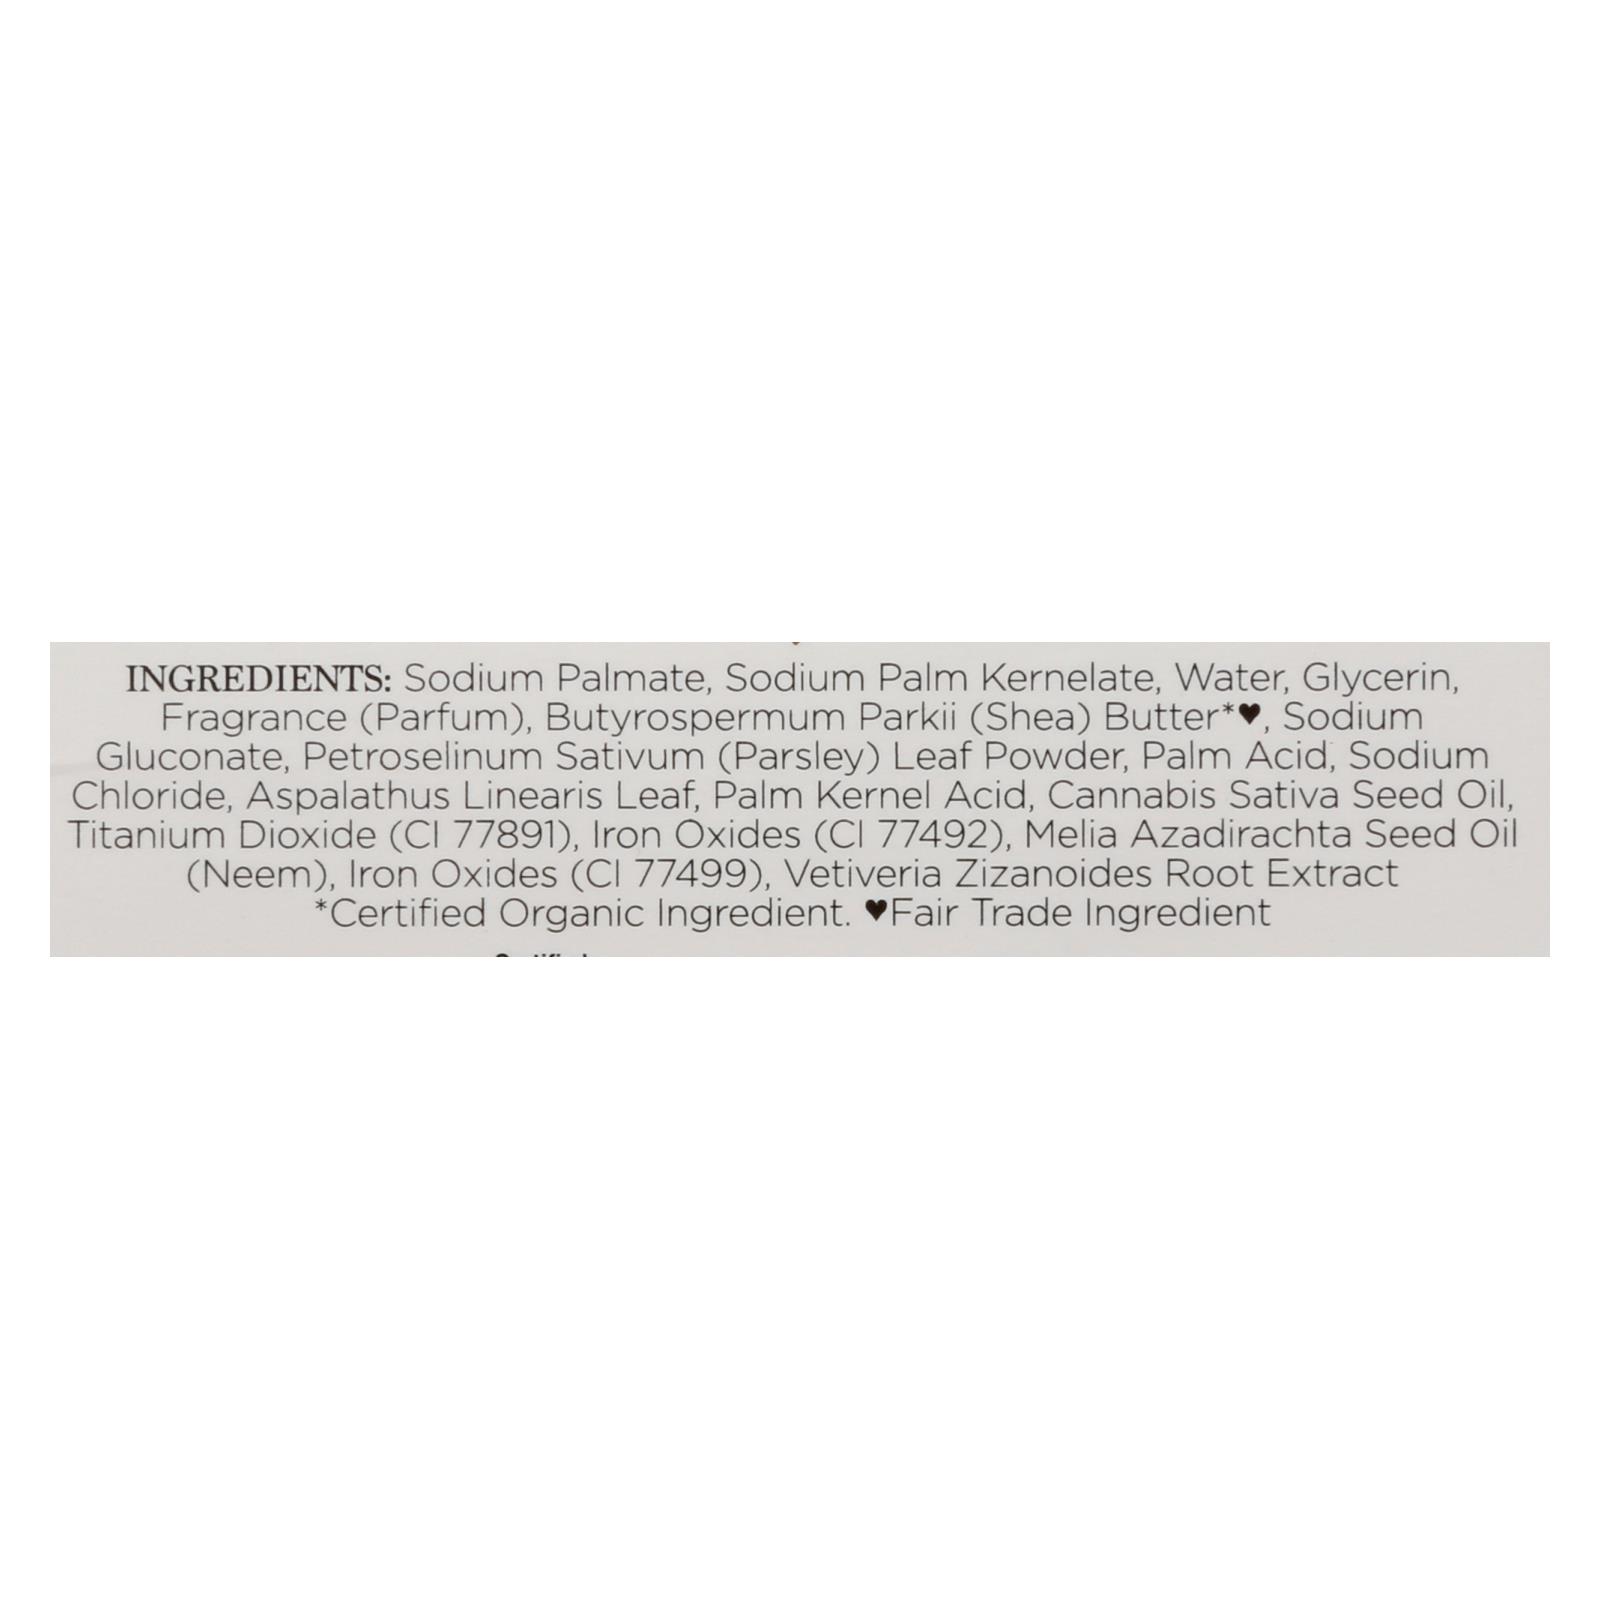 INGREDIENTS: Sodium Palmate, Sodium Palm Kernelate, Water, Glycerin,
Fragrance (Parfum), Butyrospermum Parkii (Shea) Butter*♥, Sodium
Gluconate, Petroselinum Sativum (Parsley) Leaf Powder, Palm Acid, Sodium
Chloride, Aspalathus Linearis Leaf, Palm Kernel Acid, Cannabis Sativa Seed Oil,
Titanium Dioxide (CI 77891), Iron Oxides (CI 77492), Melia Azadirachta Seed Oil
(Neem), Iron Oxides (CI 77499), Vetiveria Zizanoides Root Extract
*Certified Organic Ingredient. ♥Fair Trade Ingredient